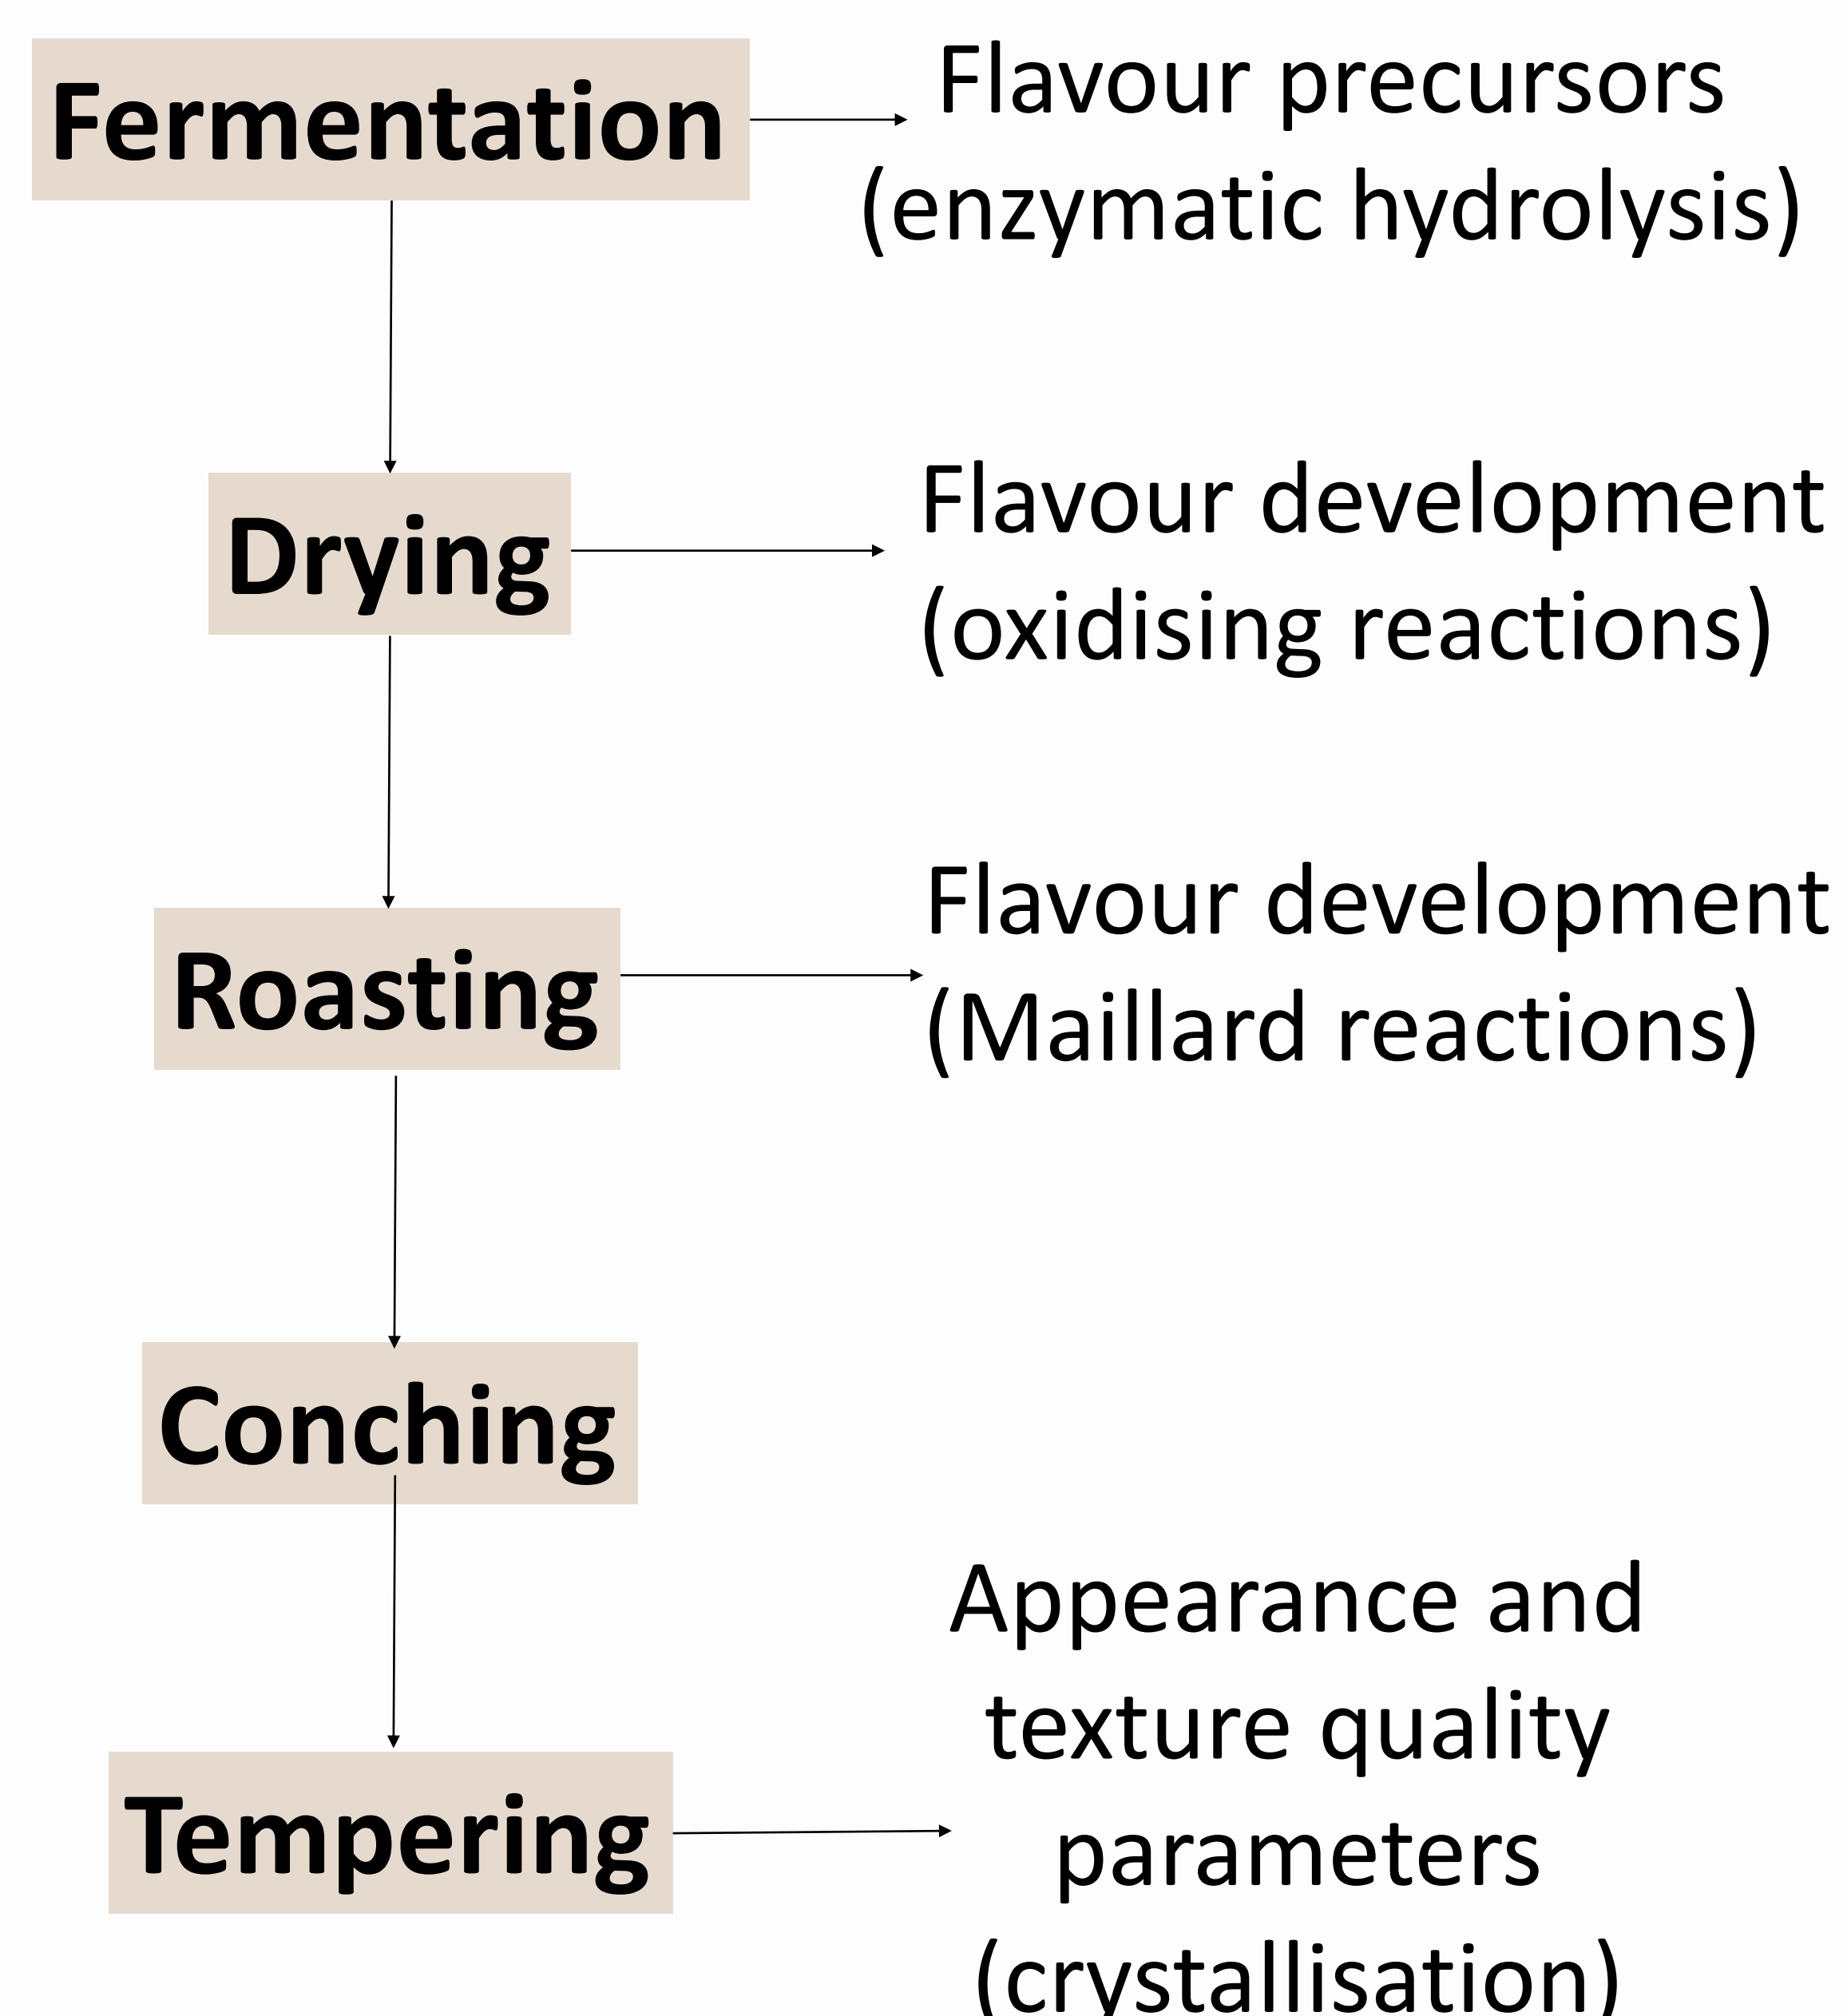 Fermentation
Flavour precursors
(enzymatic hydrolysis)
Drying
Flavour development
(oxidising reactions)
Roasting
Flavour development
(Maillard reactions)
Conching
Tempering
Appearance and
texture quality
parameters
(crystallisation)